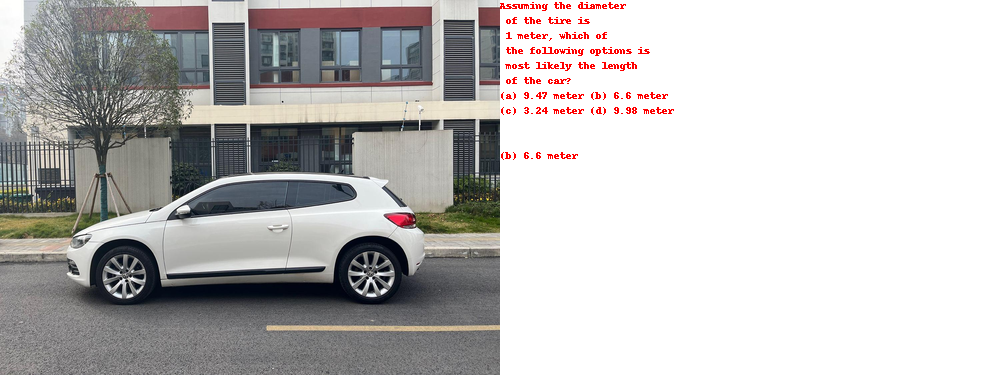 Assuming the diameter
of the tire is
1 meter, which of
the following options is
most likely the length
of the car?
(a) 9.47 meter (b) 6.6 meter
(c) 3.24 meter (d) 9.98 meter
(b) 6.6 meter